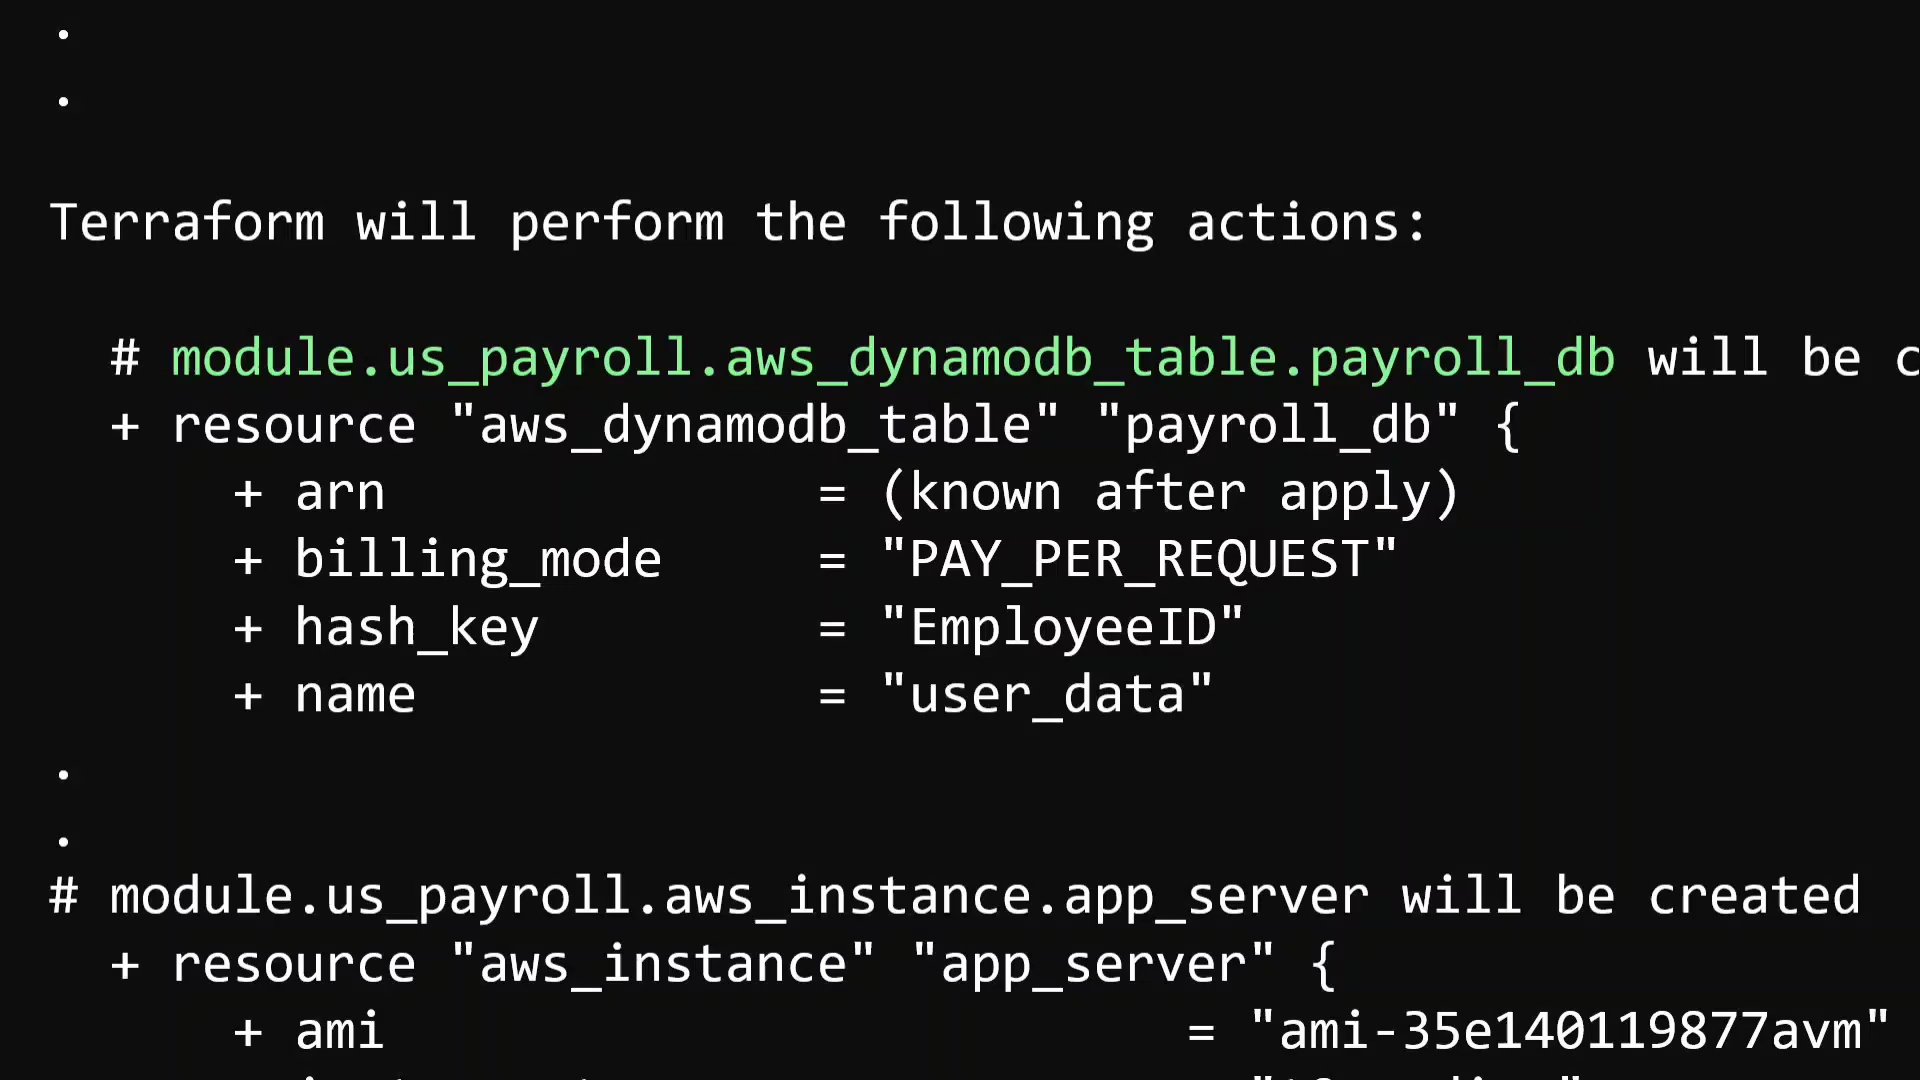 .
.
Terraform will perform the following actions:
# module.us_payroll.aws_dynamodb_table.payroll_db will be c
+ resource "aws_dynamodb_table" "payroll_db" {
+ arn = (known after apply)
+ billing_mode = "PAY_PER_REQUEST"
+ hash_key = "EmployeeID"
+ name = "user_data"
.
.
# module.us_payroll.aws_instance.app_server will be created
+ resource "aws_instance" "app_server" {
+ ami = "ami-35e140119877avm"